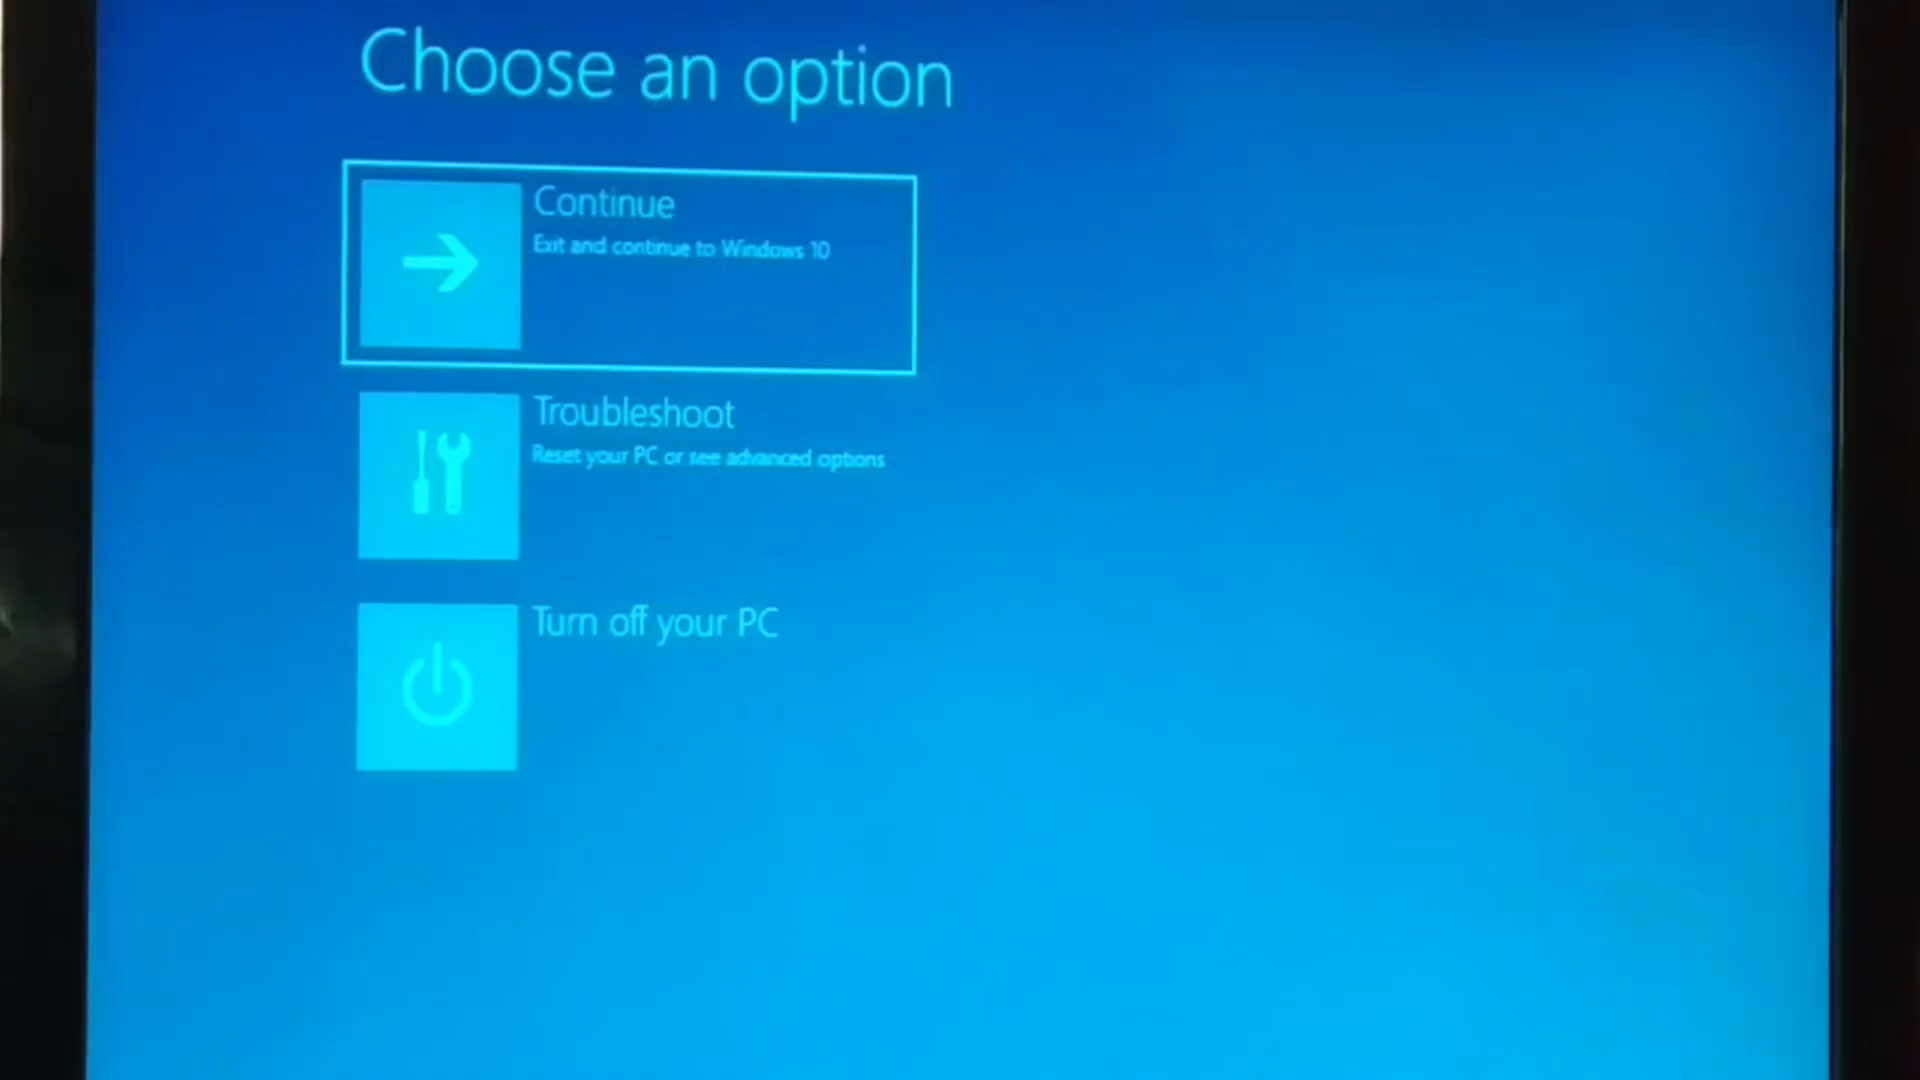 Choose an option
Continue
Exit and continue to Windows 10
Troubleshoot
Reset your PC or see advanced options
Turn off your PC